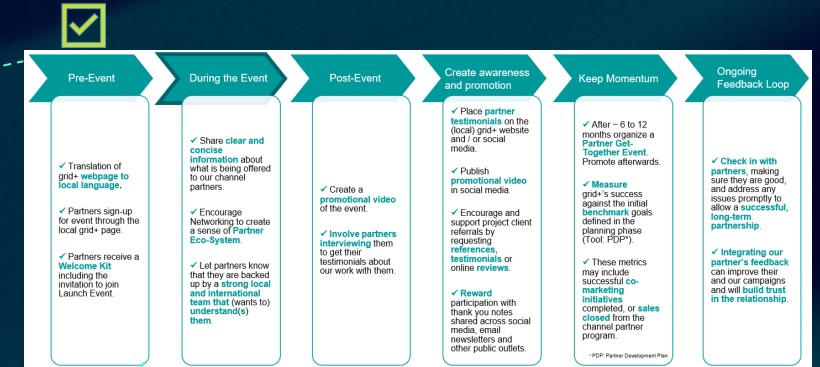 Pre-Event
During the Event
Post-Event
Create awareness
and promotion
Keep Momentum
Ongoing
Feedback Loop
✓ Translation of
grid+ webpage to
local language.
✓ Partners sign-up
for event through the
local grid+ page.
✓ Partners receive a
Welcome Kit
including the
invitation to join
Launch Event.
✓ Share clear and
concise
information about
what is being offered
to our channel
partners.
✓ Encourage
Networking to create
a sense of Partner
Eco-System.
✓ Let partners know
that they are backed
up by a strong local
and international
team that (wants to)
understand(s)
them.
✓ Create a
promotional video
of the event.
✓ Involve partners
interviewing them
to get their
testimonials about
our work with them.
✓ Place partner
testimonials on the
(local) grid+ website
and / or social
media.
✓ Publish
promotional video
in social media.
✓ Encourage and
support project client
referrals by
requesting
references,
testimonials or
online reviews.
✓ Reward
participation with
thank you notes
shared across social
media, email
newsletters and
other public outlets.
✓ After ~ 6 to 12
months organize a
Partner Get-
Together Event.
Promote afterwards.
✓ Measure
grid+'s success
against the initial
benchmark goals
defined in the
planning phase
(Tool: PDP*).
✓ These metrics
may include
successful co-
marketing
initiatives
completed, or sales
closed from the
channel partner
program.
* PDP: Partner Development Plan
✓ Check in with
partners, making
sure they are good,
and address any
issues promptly to
allow a successful,
long-term
partnership.
✓ Integrating our
partner's feedback
can improve their
and our campaigns
and will build trust
in the relationship.